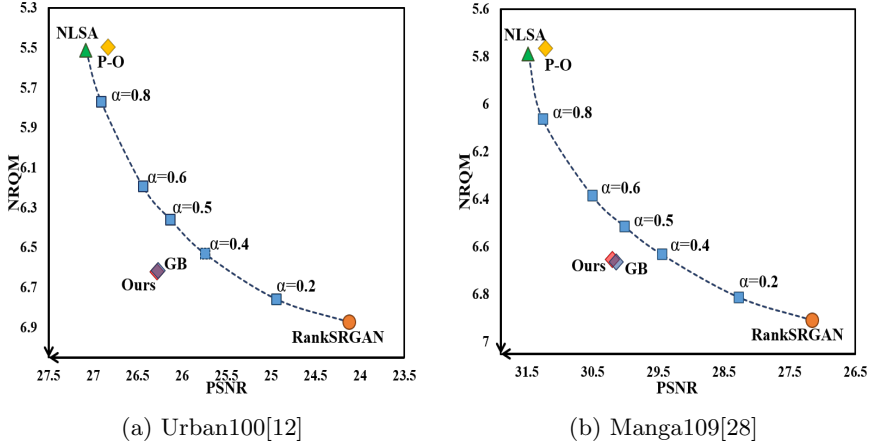 5.3
5.5
5.7
5.9
6.1
6.3
6.5
6.7
6.9
NRQM
NLSA
P-O
α=0.8
α=0.6
α=0.5
α=0.4
GB
Ours
α=0.2
RankSRGAN
27.5 27 26.5 26 25.5 25 24.5 24 23.5
PSNR
(a) Urban100[12]
5.6
5.8
6
6.2
6.4
6.6
6.8
7
NRQM
NLSA
P-O
α=0.8
α=0.6
α=0.5
α=0.4
Ours GB
α=0.2
RankSRGAN
31.5 30.5 29.5 28.5 27.5 26.5
PSNR
(b) Manga109[28]